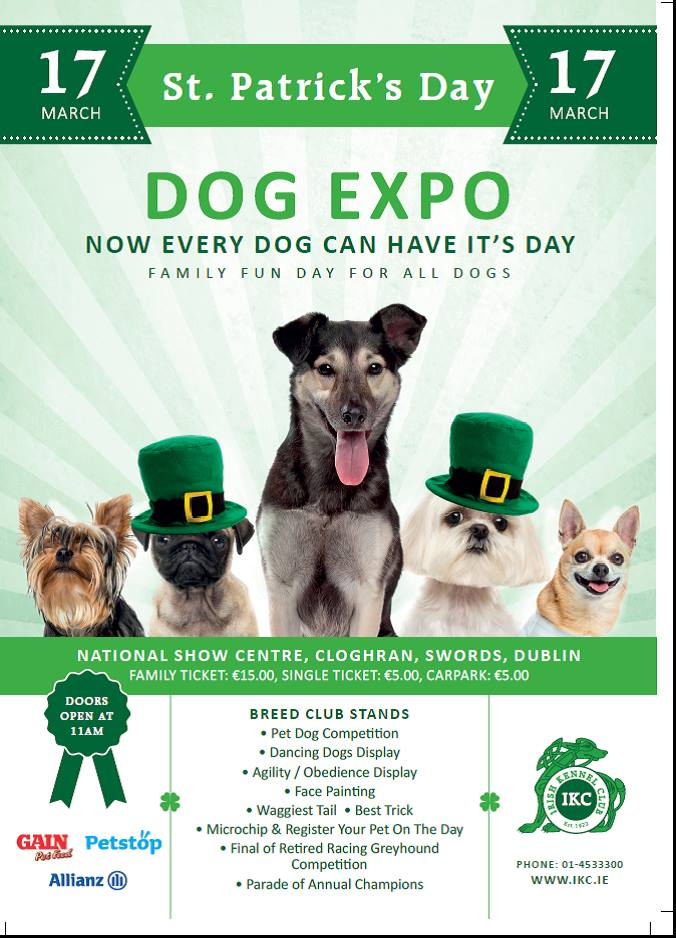 17
MARCH
St. Patrick's Day
17
MARCH
DOG EXPO
NOW EVERY DOG CAN HAVE IT'S DAY
FAMILY FUN DAY FOR ALL DOGS
NATIONAL SHOW CENTRE, CLOGHRAN, SWORDS, DUBLIN
FAMILY TICKET: €15.00, SINGLE TICKET: €5.00, CARPARK: €5.00
DOORS
OPEN AT
11AM
GAIN
Pet Food
Petstop
Allianz
BREED CLUB STANDS
• Pet Dog Competition
• Dancing Dogs Display
• Agility / Obedience Display
• Face Painting
• Waggiest Tail • Best Trick
• Microchip & Register Your Pet On The Day
• Final of Retired Racing Greyhound
Competition
• Parade of Annual Champions
IRISH KENNEL CLUB
IKC
Est. 1922
PHONE: 01-4533300
WWW.IKC.IE